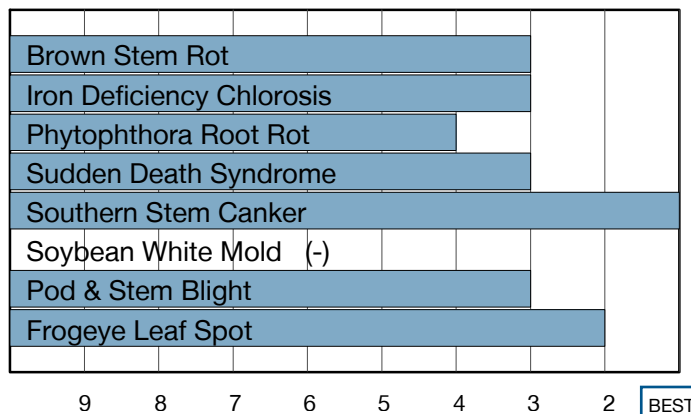 Brown Stem Rot
Iron Deficiency Chlorosis
Phytophthora Root Rot
Sudden Death Syndrome
Southern Stem Canker
Soybean White Mold (-)
Pod & Stem Blight
Frogeye Leaf Spot
9 8 7 6 5 4 3 2 BEST